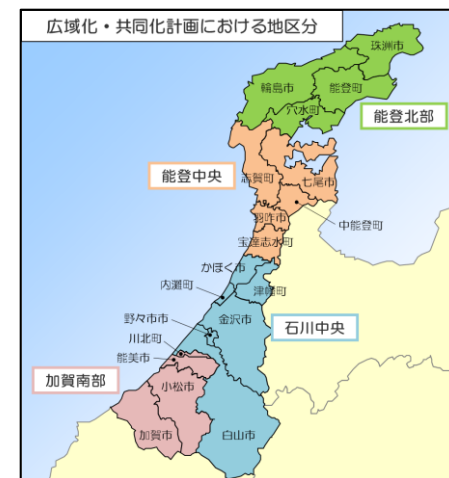 広域化・共同化計画における地区分
珠洲市
輪島市
能登町
穴水町
能登北部
能登中央
志賀町
七尾市
羽咋市
中能登町
宝達志水町
かほく市
内灘町
津幡町
野々市市
金沢市
川北町
石川中央
能美市
加賀南部
小松市
加賀市
白山市